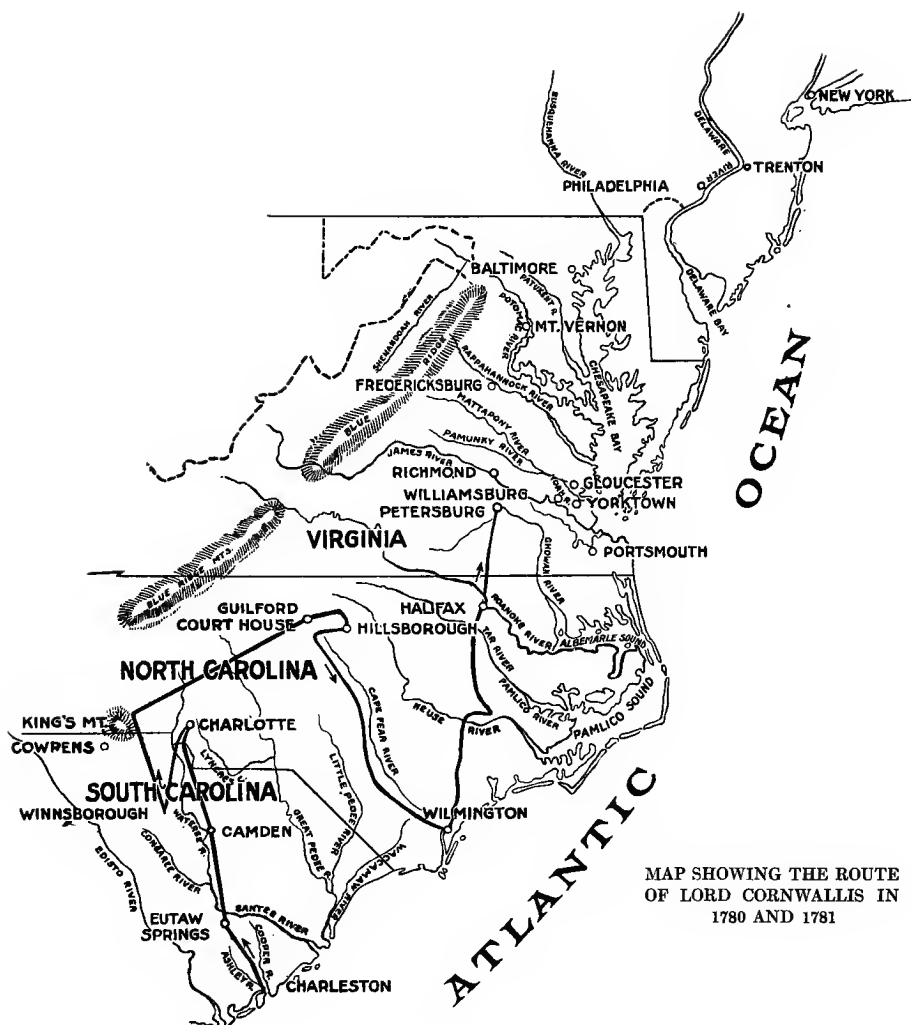 NEW YORK
SUSQUEHANNA RIVER
DELAWARE
RIVER
TRENTON
PHILADELPHIA
BALTIMORE
PATUXENT R.
DELAWARE BAY
SHENANDOAH RIVER
POTOMAC
RIVER
MT. VERNON
BLUE RIDGE
RAPPAHANNOCK RIVER
CHESAPEAKE BAY
FREDERICKSBURG
MATTAPONY RIVER
PAMUNKY RIVER
JAMES RIVER
RICHMOND
GLOUCESTER
YORK R.
WILLIAMSBURG
YORKTOWN
PETERSBURG
VIRGINIA
PORTSMOUTH
BLUE RIDGE MTS.
CHOWAN RIVER
GUILFORD
COURT HOUSE
HALIFAX
HILLSBOROUGH
ROANOKE RIVER
ALBEMARLE SOUND
TAR RIVER
NORTH CAROLINA
CAPE FEAR RIVER
PAMLICO RIVER
PAMLICO SOUND
NEUSE
RIVER
KING'S MT.
CHARLOTTE
COWPENS
LITTLE PEDEE RIVER
SOUTH CAROLINA
GREAT PEDEE R.
WINNSBOROUGH
CAMDEN
WILMINGTON
WACCAMAW RIVER
CONGAREE RIVER
EDISTO RIVER
SANTEE RIVER
EUTAW
SPRINGS
COOPER R.
ASHLEY R.
CHARLESTON
ATLANTIC
OCEAN
MAP SHOWING THE ROUTE
OF LORD CORNWALLIS IN
1780 AND 1781